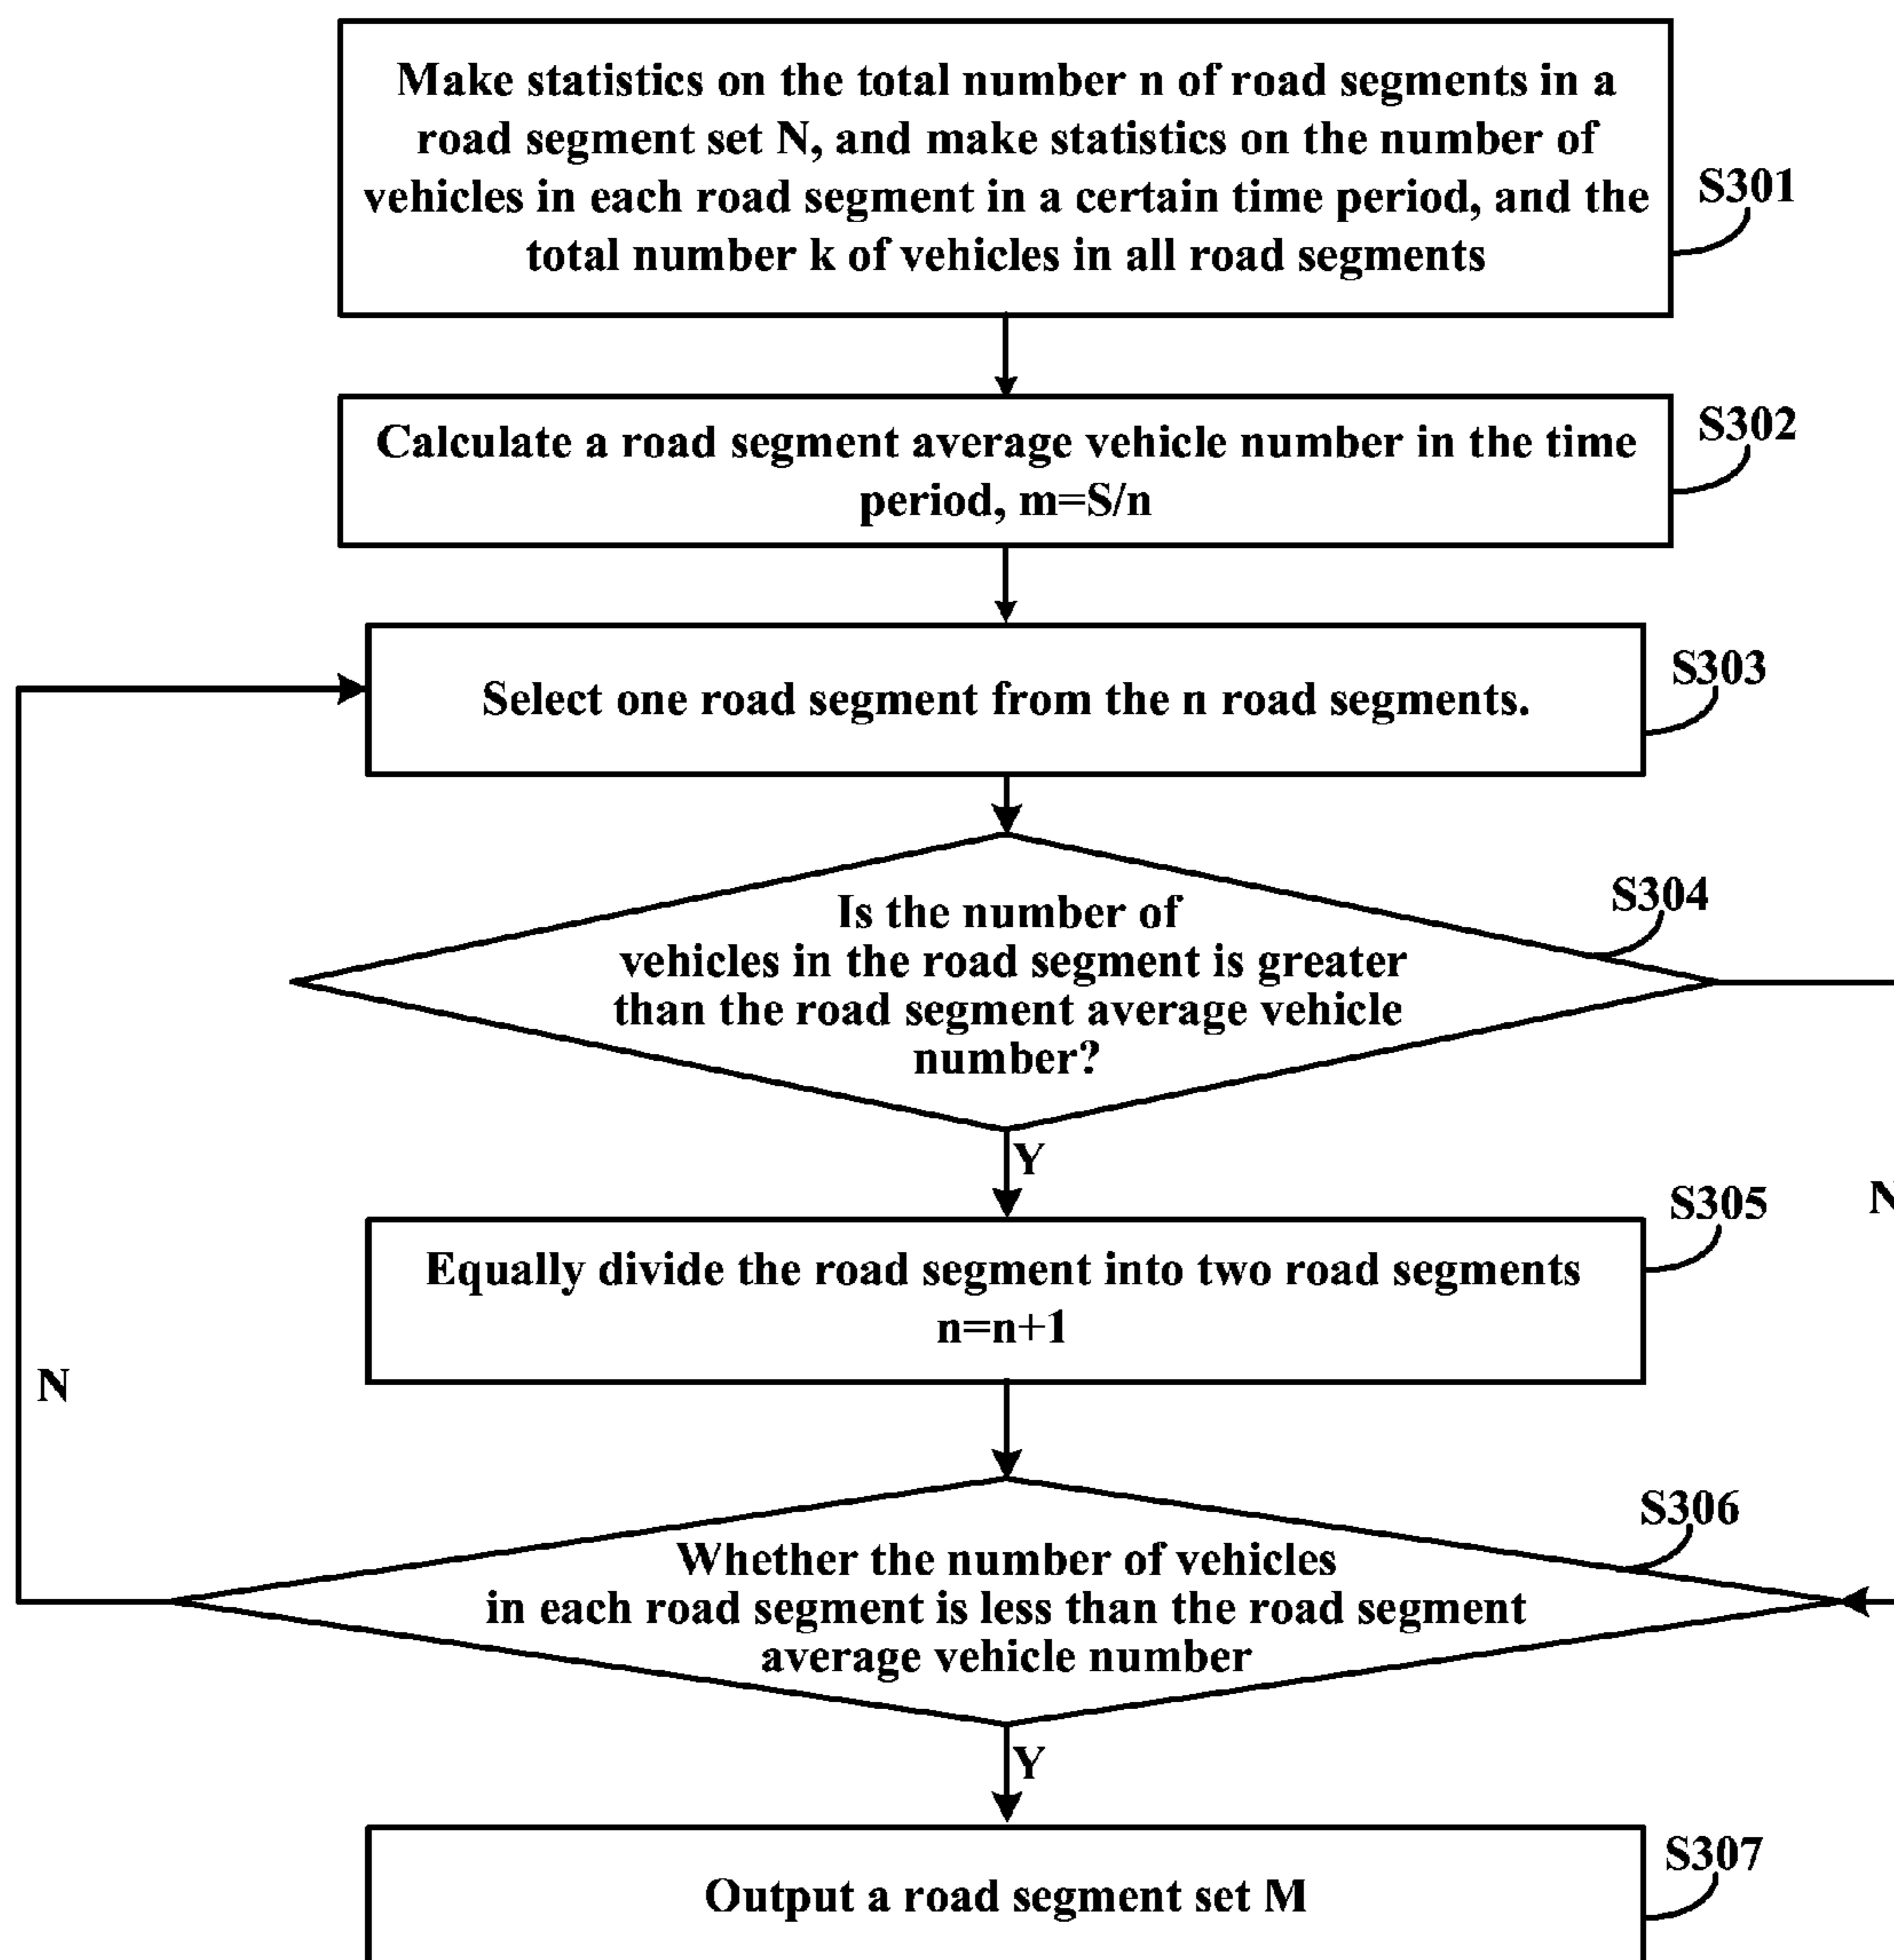 Make statistics on the total number n of road segments in a
road segment set N, and make statistics on the number of
vehicles in each road segment in a certain time period, and the
total number k of vehicles in all road segments
S301
Calculate a road segment average vehicle number in the time
period, m=S/n
S302
Select one road segment from the n road segments.
S303
Is the number of
vehicles in the road segment is greater
than the road segment average vehicle
number?
S304
Y
N
Equally divide the road segment into two road segments
n=n+1
S305
N
Whether the number of vehicles
in each road segment is less than the road segment
average vehicle number
S306
Y
Output a road segment set M
S307